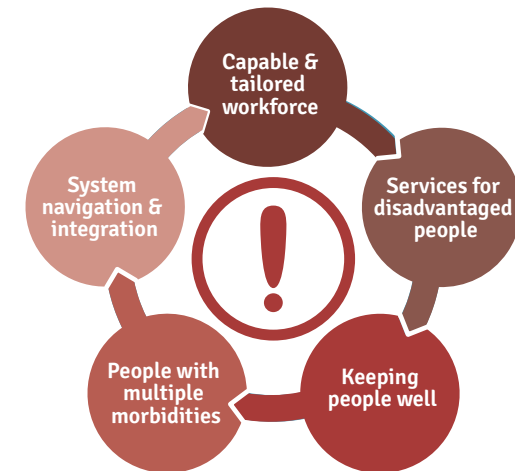 Capable &
tailored
workforce
Services for
disadvantaged
people
Keeping
people well
People with
multiple
morbidities
System
navigation &
integration
!